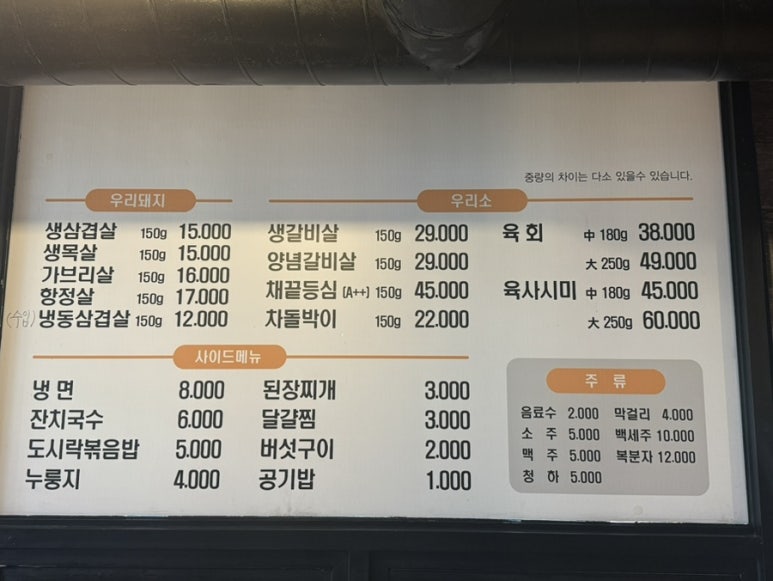 중량의 차이는 다소 있을수 있습니다.
우리돼지
생삼겹살 150g 15.000
생목살 150g 15.000
가브리살 150g 16.000
항정살 150g 17.000
(수입) 냉동삼겹살 150g 12.000
우리소
생갈비살 150g 29.000
양념갈비살 150g 29.000
채끝등심 (A++) 150g 45.000
차돌박이 150g 22.000
육회 中 180g 38.000
大 250g 49.000
육사시미 中 180g 45.000
大 250g 60.000
사이드메뉴
냉면 8.000
잔치국수 6.000
도시락볶음밥 5.000
누룽지 4.000
된장찌개 3.000
달걀찜 3.000
버섯구이 2.000
공기밥 1.000
주류
음료수 2.000
소주 5.000
맥주 5.000
청하 5.000
막걸리 4.000
백세주 10.000
복분자 12.000